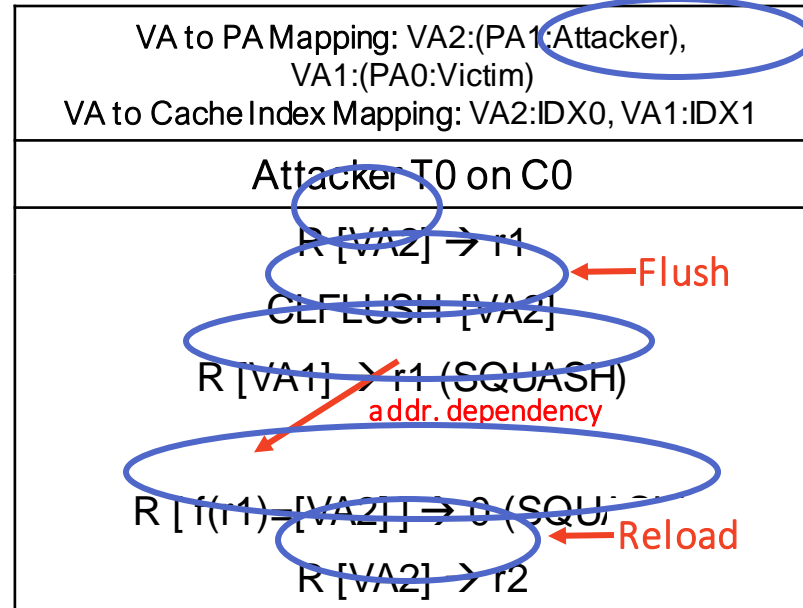 VA to PA Mapping: VA2:(PA1:Attacker),
VA1:(PA0:Victim)
VA to Cache Index Mapping: VA2:IDX0, VA1:IDX1
Attacker T0 on C0
R [VA2] → r1
Flush
CLFLUSH [VA2]
R [VA1] → r1 (SQUASH)
addr. dependency
R [ f(r1)=[VA2] ] → 0
Reload
R [VA2] → r2